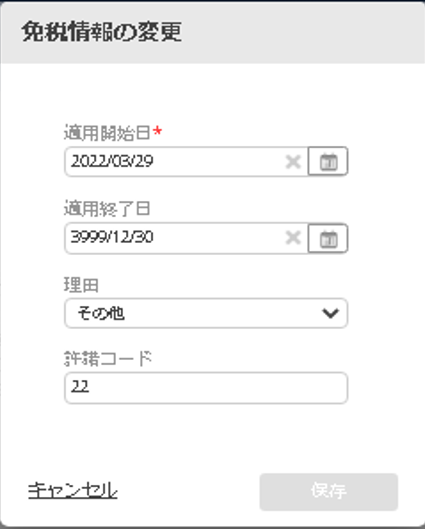 免税情報の変更
適用開始日*
2022/03/29
適用終了日
3999/12/30
理由
その他
許諾コード
22
キャンセル
保存